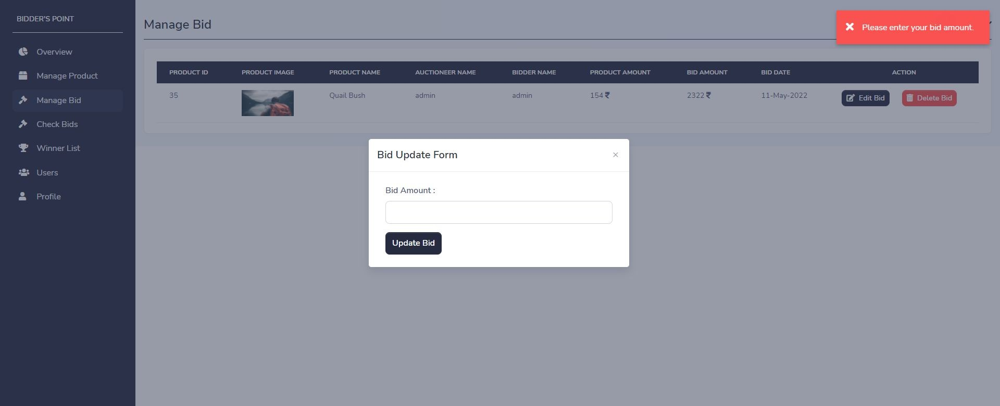 BIDDER'S POINT
Overview
Manage Product
Manage Bid
Check Bids
Winner List
Users
Profile
Manage Bid
Please enter your bid amount.
PRODUCT ID PRODUCT IMAGE PRODUCT NAME AUCTIONEER NAME BIDDER NAME PRODUCT AMOUNT BID AMOUNT BID DATE ACTION
35 Quail Bush admin admin 154 ₹ 2322 ₹ 11-May-2022 Edit Bid Delete Bid
Bid Update Form ×
Bid Amount :
Update Bid